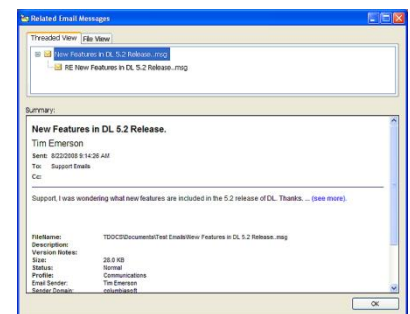 Related Email Messages
Threaded View File View
New Features in DL 5.2 Release..msg
RE New Features in DL 5.2 Release..msg
Summary:
New Features in DL 5.2 Release.
Tim Emerson
Sent: 8/22/2008 9:14:26 AM
To: Support Emails
Cc:
Support, I was wondering what new features are included in the 5.2 release of DL. Thanks. ... (see more).
FileName: TDOCS\Documents\Test Emails\New Features in DL 5.2 Release..msg
Description:
Version Notes:
Size: 28.0 KB
Status: Normal
Profile: Communications
Email Sender: Tim Emerson
Sender Domain: columbiasoft
OK